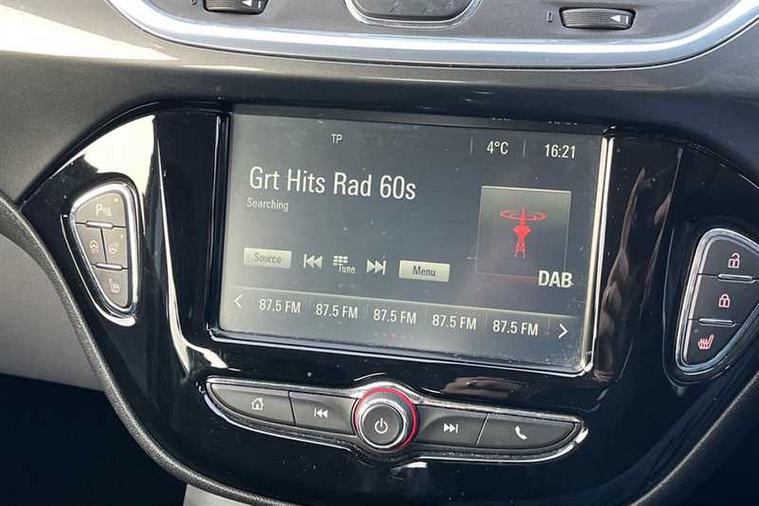 TP
4°C
16:21
Grt Hits Rad 60s
Searching
Source
Tune
Menu
DAB
87.5 FM 87.5 FM 87.5 FM 87.5 FM 87.5 FM